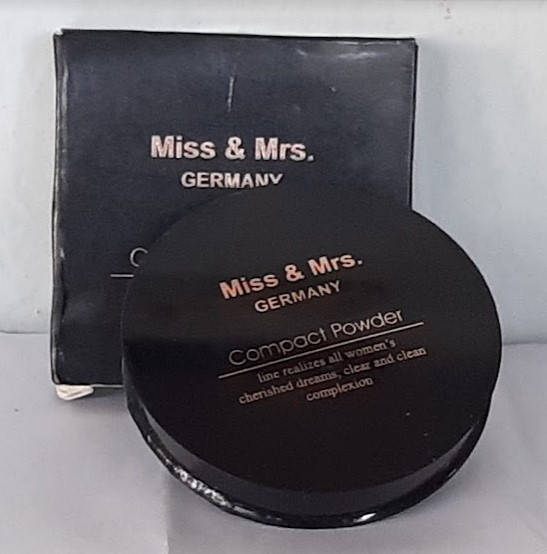 Miss & Mrs.
GERMANY
Miss & Mrs.
GERMANY
Compact Powder
line realizes all women's
cherished dreams, clear and clean
complexion